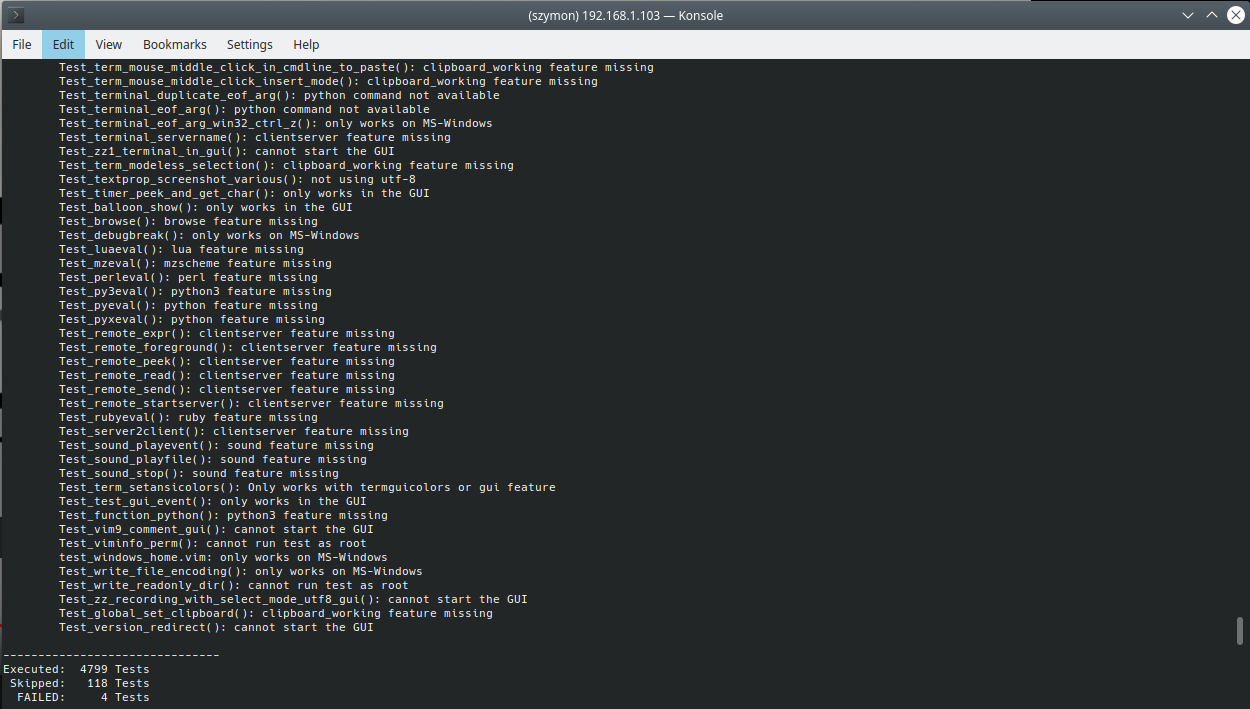 (szymon) 192.168.1.103 — Konsole
File Edit View Bookmarks Settings Help
Test_term_mouse_middle_click_in_cmdline_to_paste(): clipboard_working feature missing
Test_term_mouse_middle_click_insert_mode(): clipboard_working feature missing
Test_terminal_duplicate_eof_arg(): python command not available
Test_terminal_eof_arg(): python command not available
Test_terminal_eof_arg_win32_ctrl_z(): only works on MS-Windows
Test_terminal_servername(): clientserver feature missing
Test_zz1_terminal_in_gui(): cannot start the GUI
Test_term_modeless_selection(): clipboard_working feature missing
Test_textprop_screenshot_various(): not using utf-8
Test_timer_peek_and_get_char(): only works in the GUI
Test_balloon_show(): only works in the GUI
Test_browse(): browse feature missing
Test_debugbreak(): only works on MS-Windows
Test_luaeval(): lua feature missing
Test_mzeval(): mzscheme feature missing
Test_perleval(): perl feature missing
Test_py3eval(): python3 feature missing
Test_pyeval(): python feature missing
Test_pyxeval(): python feature missing
Test_remote_expr(): clientserver feature missing
Test_remote_foreground(): clientserver feature missing
Test_remote_peek(): clientserver feature missing
Test_remote_read(): clientserver feature missing
Test_remote_send(): clientserver feature missing
Test_remote_startserver(): clientserver feature missing
Test_rubyeval(): ruby feature missing
Test_server2client(): clientserver feature missing
Test_sound_playevent(): sound feature missing
Test_sound_playfile(): sound feature missing
Test_sound_stop(): sound feature missing
Test_term_setansicolors(): Only works with termguicolors or gui feature
Test_test_gui_event(): only works in the GUI
Test_function_python(): python3 feature missing
Test_vim9_comment_gui(): cannot start the GUI
Test_viminfo_perm(): cannot run test as root
test_windows_home.vim: only works on MS-Windows
Test_write_file_encoding(): only works on MS-Windows
Test_write_readonly_dir(): cannot run test as root
Test_zz_recording_with_select_mode_utf8_gui(): cannot start the GUI
Test_global_set_clipboard(): clipboard_working feature missing
Test_version_redirect(): cannot start the GUI
-------------------------------
Executed: 4799 Tests
Skipped: 118 Tests
FAILED: 4 Tests